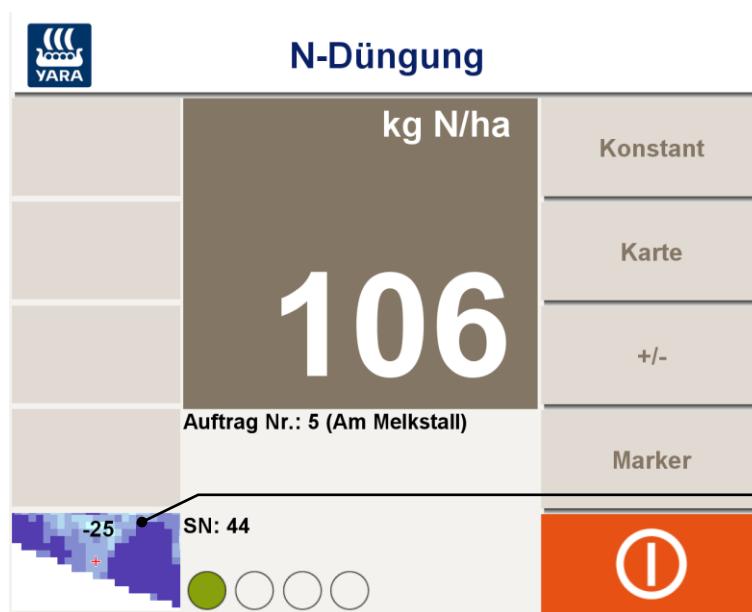 YARA
N-Düngung
kg N/ha
106
Konstant
Karte
+/-
Marker
Auftrag Nr.: 5 (Am Melkstall)
-25
SN: 44